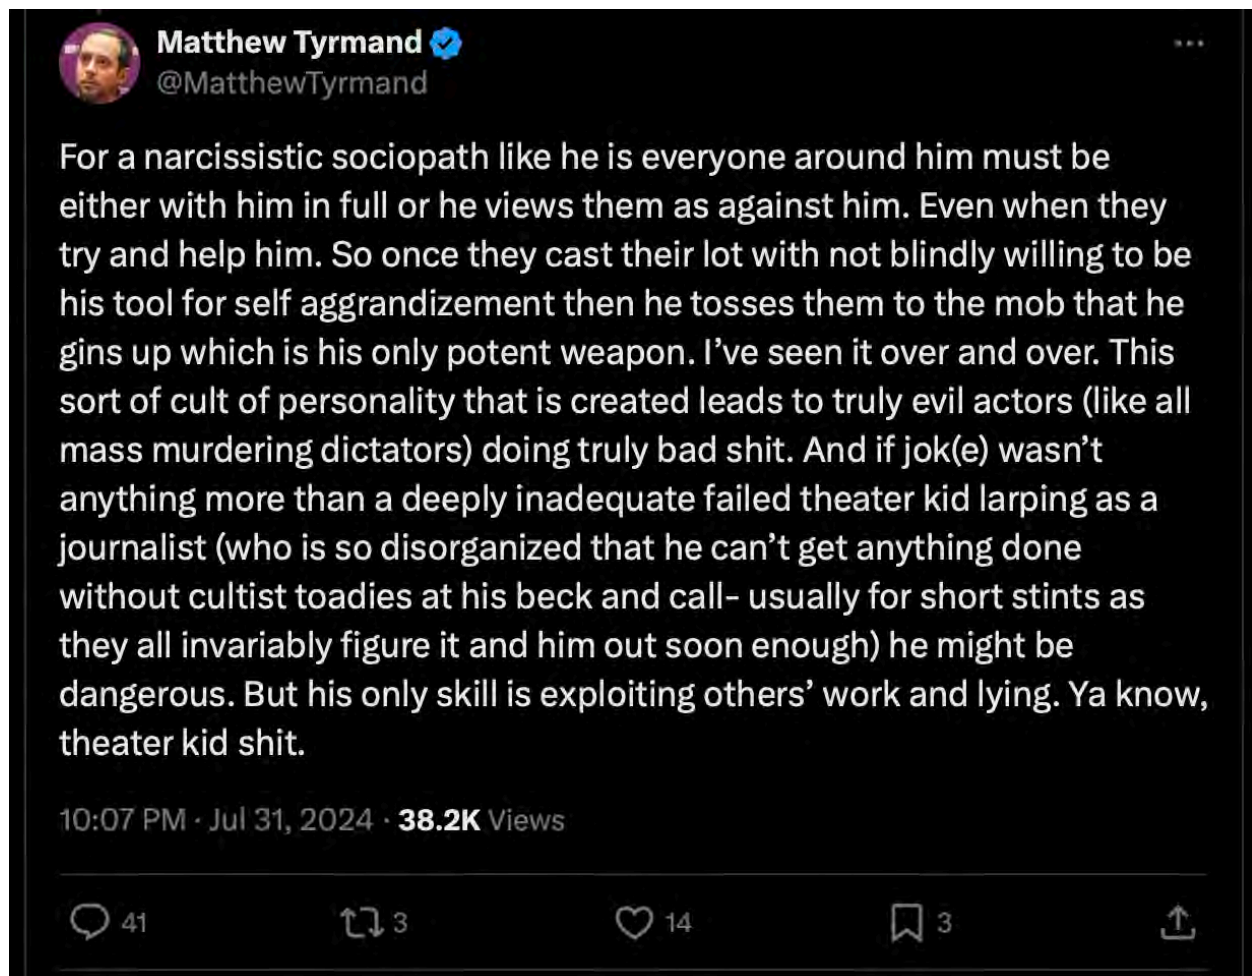 Matthew Tyrmand
@MatthewTyrmand
For a narcissistic sociopath like he is everyone around him must be
either with him in full or he views them as against him. Even when they
try and help him. So once they cast their lot with not blindly willing to be
his tool for self aggrandizement then he tosses them to the mob that he
gins up which is his only potent weapon. I’ve seen it over and over. This
sort of cult of personality that is created leads to truly evil actors (like all
mass murdering dictators) doing truly bad shit. And if jok(e) wasn’t
anything more than a deeply inadequate failed theater kid larping as a
journalist (who is so disorganized that he can’t get anything done
without cultist toadies at his beck and call- usually for short stints as
they all invariably figure it and him out soon enough) he might be
dangerous. But his only skill is exploiting others’ work and lying. Ya know,
theater kid shit.
10:07 PM · Jul 31, 2024 · 38.2K Views
41 3 14 3